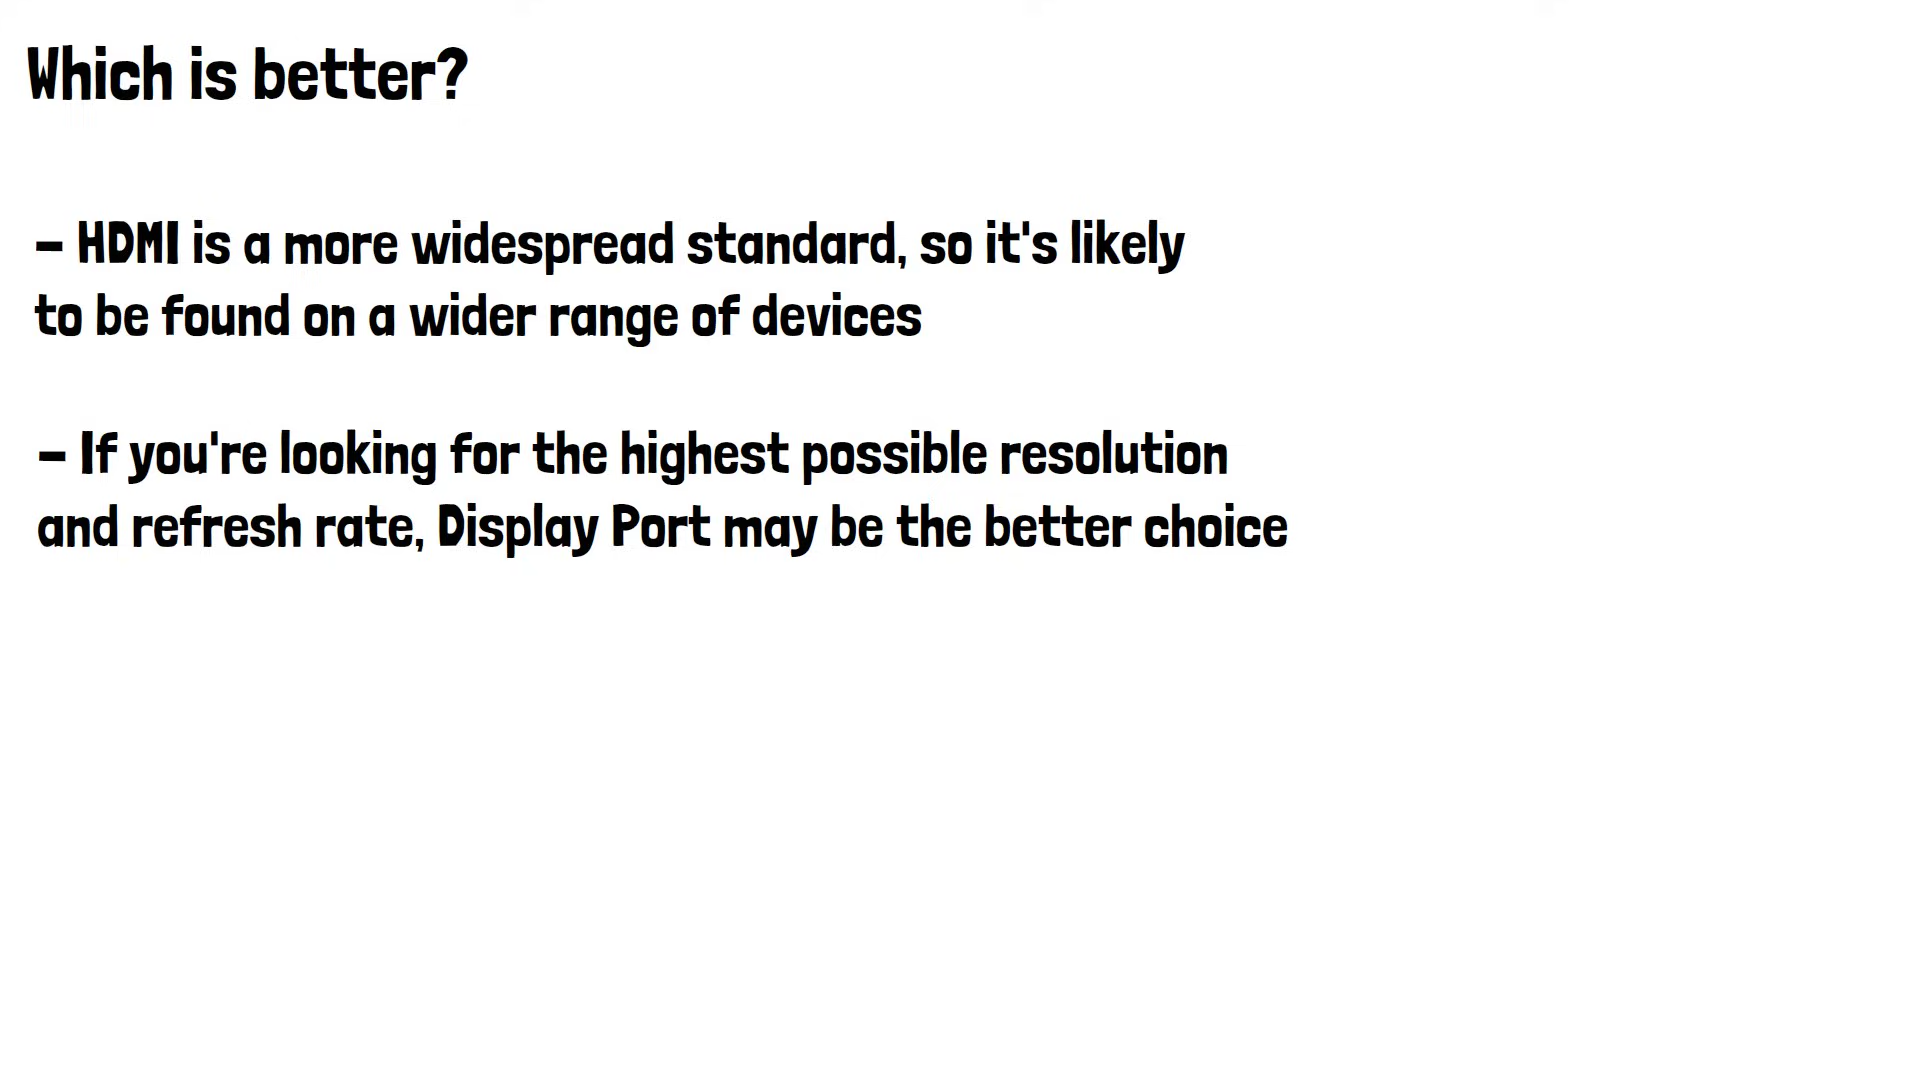 Which is better?
- HDMI is a more widespread standard, so it's likely
to be found on a wider range of devices
- If you're looking for the highest possible resolution
and refresh rate, Display Port may be the better choice